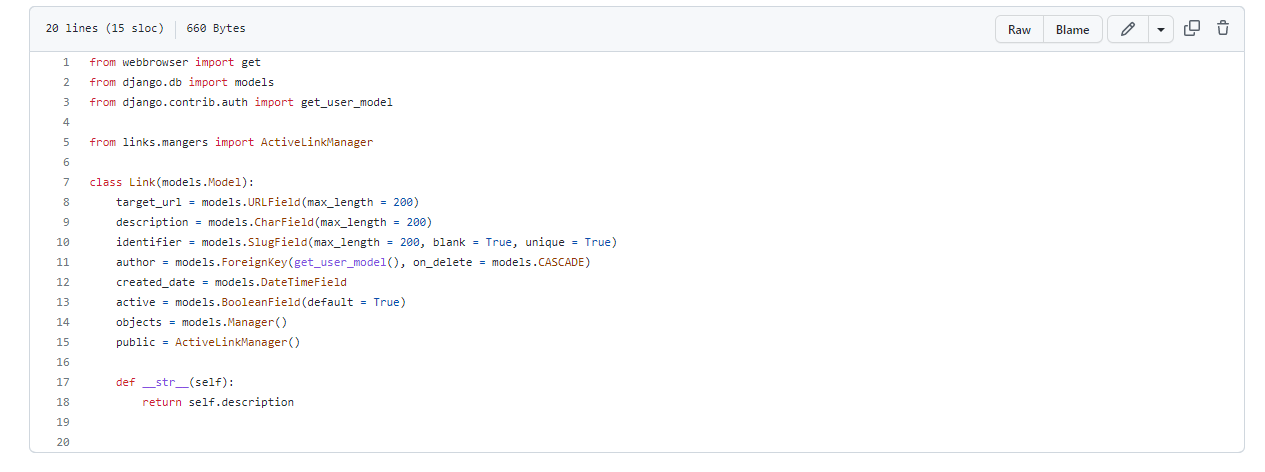 20 lines (15 sloc) 660 Bytes Raw Blame
1 from webbrowser import get
2 from django.db import models
3 from django.contrib.auth import get_user_model
4
5 from links.mangers import ActiveLinkManager
6
7 class Link(models.Model):
8     target_url = models.URLField(max_length = 200)
9     description = models.CharField(max_length = 200)
10     identifier = models.SlugField(max_length = 200, blank = True, unique = True)
11     author = models.ForeignKey(get_user_model(), on_delete = models.CASCADE)
12     created_date = models.DateTimeField
13     active = models.BooleanField(default = True)
14     objects = models.Manager()
15     public = ActiveLinkManager()
16
17     def __str__(self):
18         return self.description
19
20